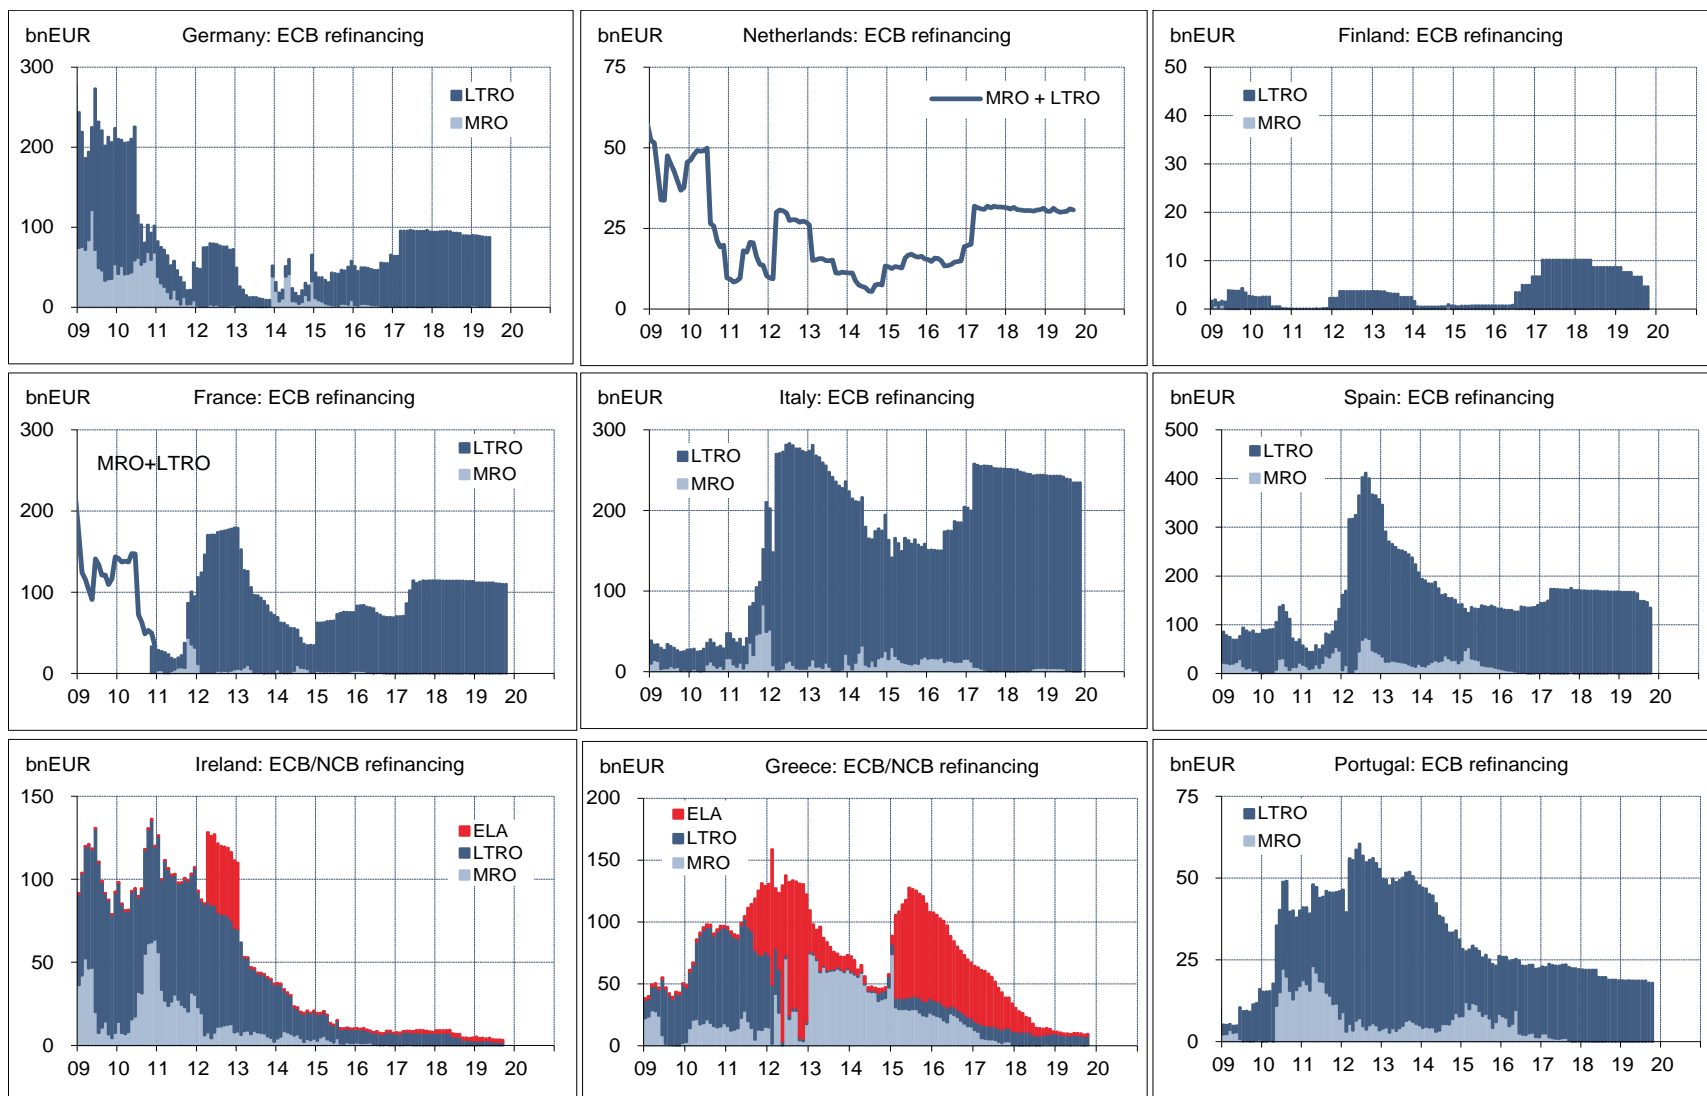 bnEUR Germany: ECB refinancing
300
200
100
0
LTRO
MRO
09 10 11 12 13 14 15 16 17 18 19 20
bnEUR Netherlands: ECB refinancing
75
50
25
0
MRO + LTRO
09 10 11 12 13 14 15 16 17 18 19 20
bnEUR Finland: ECB refinancing
50
40
30
20
10
0
LTRO
MRO
09 10 11 12 13 14 15 16 17 18 19 20
bnEUR France: ECB refinancing
300
200
100
0
MRO+LTRO
LTRO
MRO
09 10 11 12 13 14 15 16 17 18 19 20
bnEUR Italy: ECB refinancing
300
200
100
0
LTRO
MRO
09 10 11 12 13 14 15 16 17 18 19 20
bnEUR Spain: ECB refinancing
500
400
300
200
100
0
LTRO
MRO
09 10 11 12 13 14 15 16 17 18 19 20
bnEUR Ireland: ECB/NCB refinancing
150
100
50
0
ELA
LTRO
MRO
09 10 11 12 13 14 15 16 17 18 19 20
bnEUR Greece: ECB/NCB refinancing
200
150
100
50
0
ELA
LTRO
MRO
09 10 11 12 13 14 15 16 17 18 19 20
bnEUR Portugal: ECB refinancing
75
50
25
0
LTRO
MRO
09 10 11 12 13 14 15 16 17 18 19 20